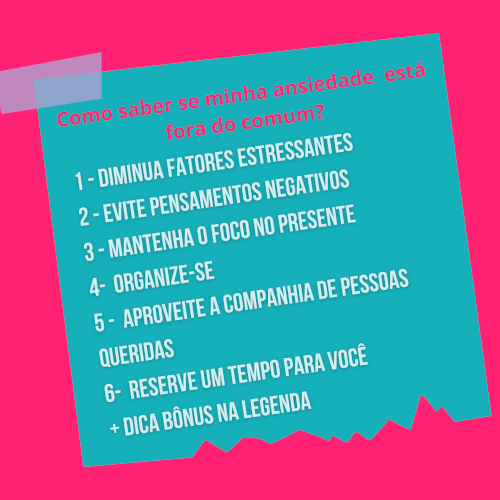 Como saber se minha ansiedade está
fora do comum?
1 - DIMINUA FATORES ESTRESSANTES
2 - EVITE PENSAMENTOS NEGATIVOS
3 - MANTENHA O FOCO NO PRESENTE
4- ORGANIZE-SE
5 - APROVEITE A COMPANHIA DE PESSOAS
QUERIDAS
6- RESERVE UM TEMPO PARA VOCÊ
+ DICA BÔNUS NA LEGENDA